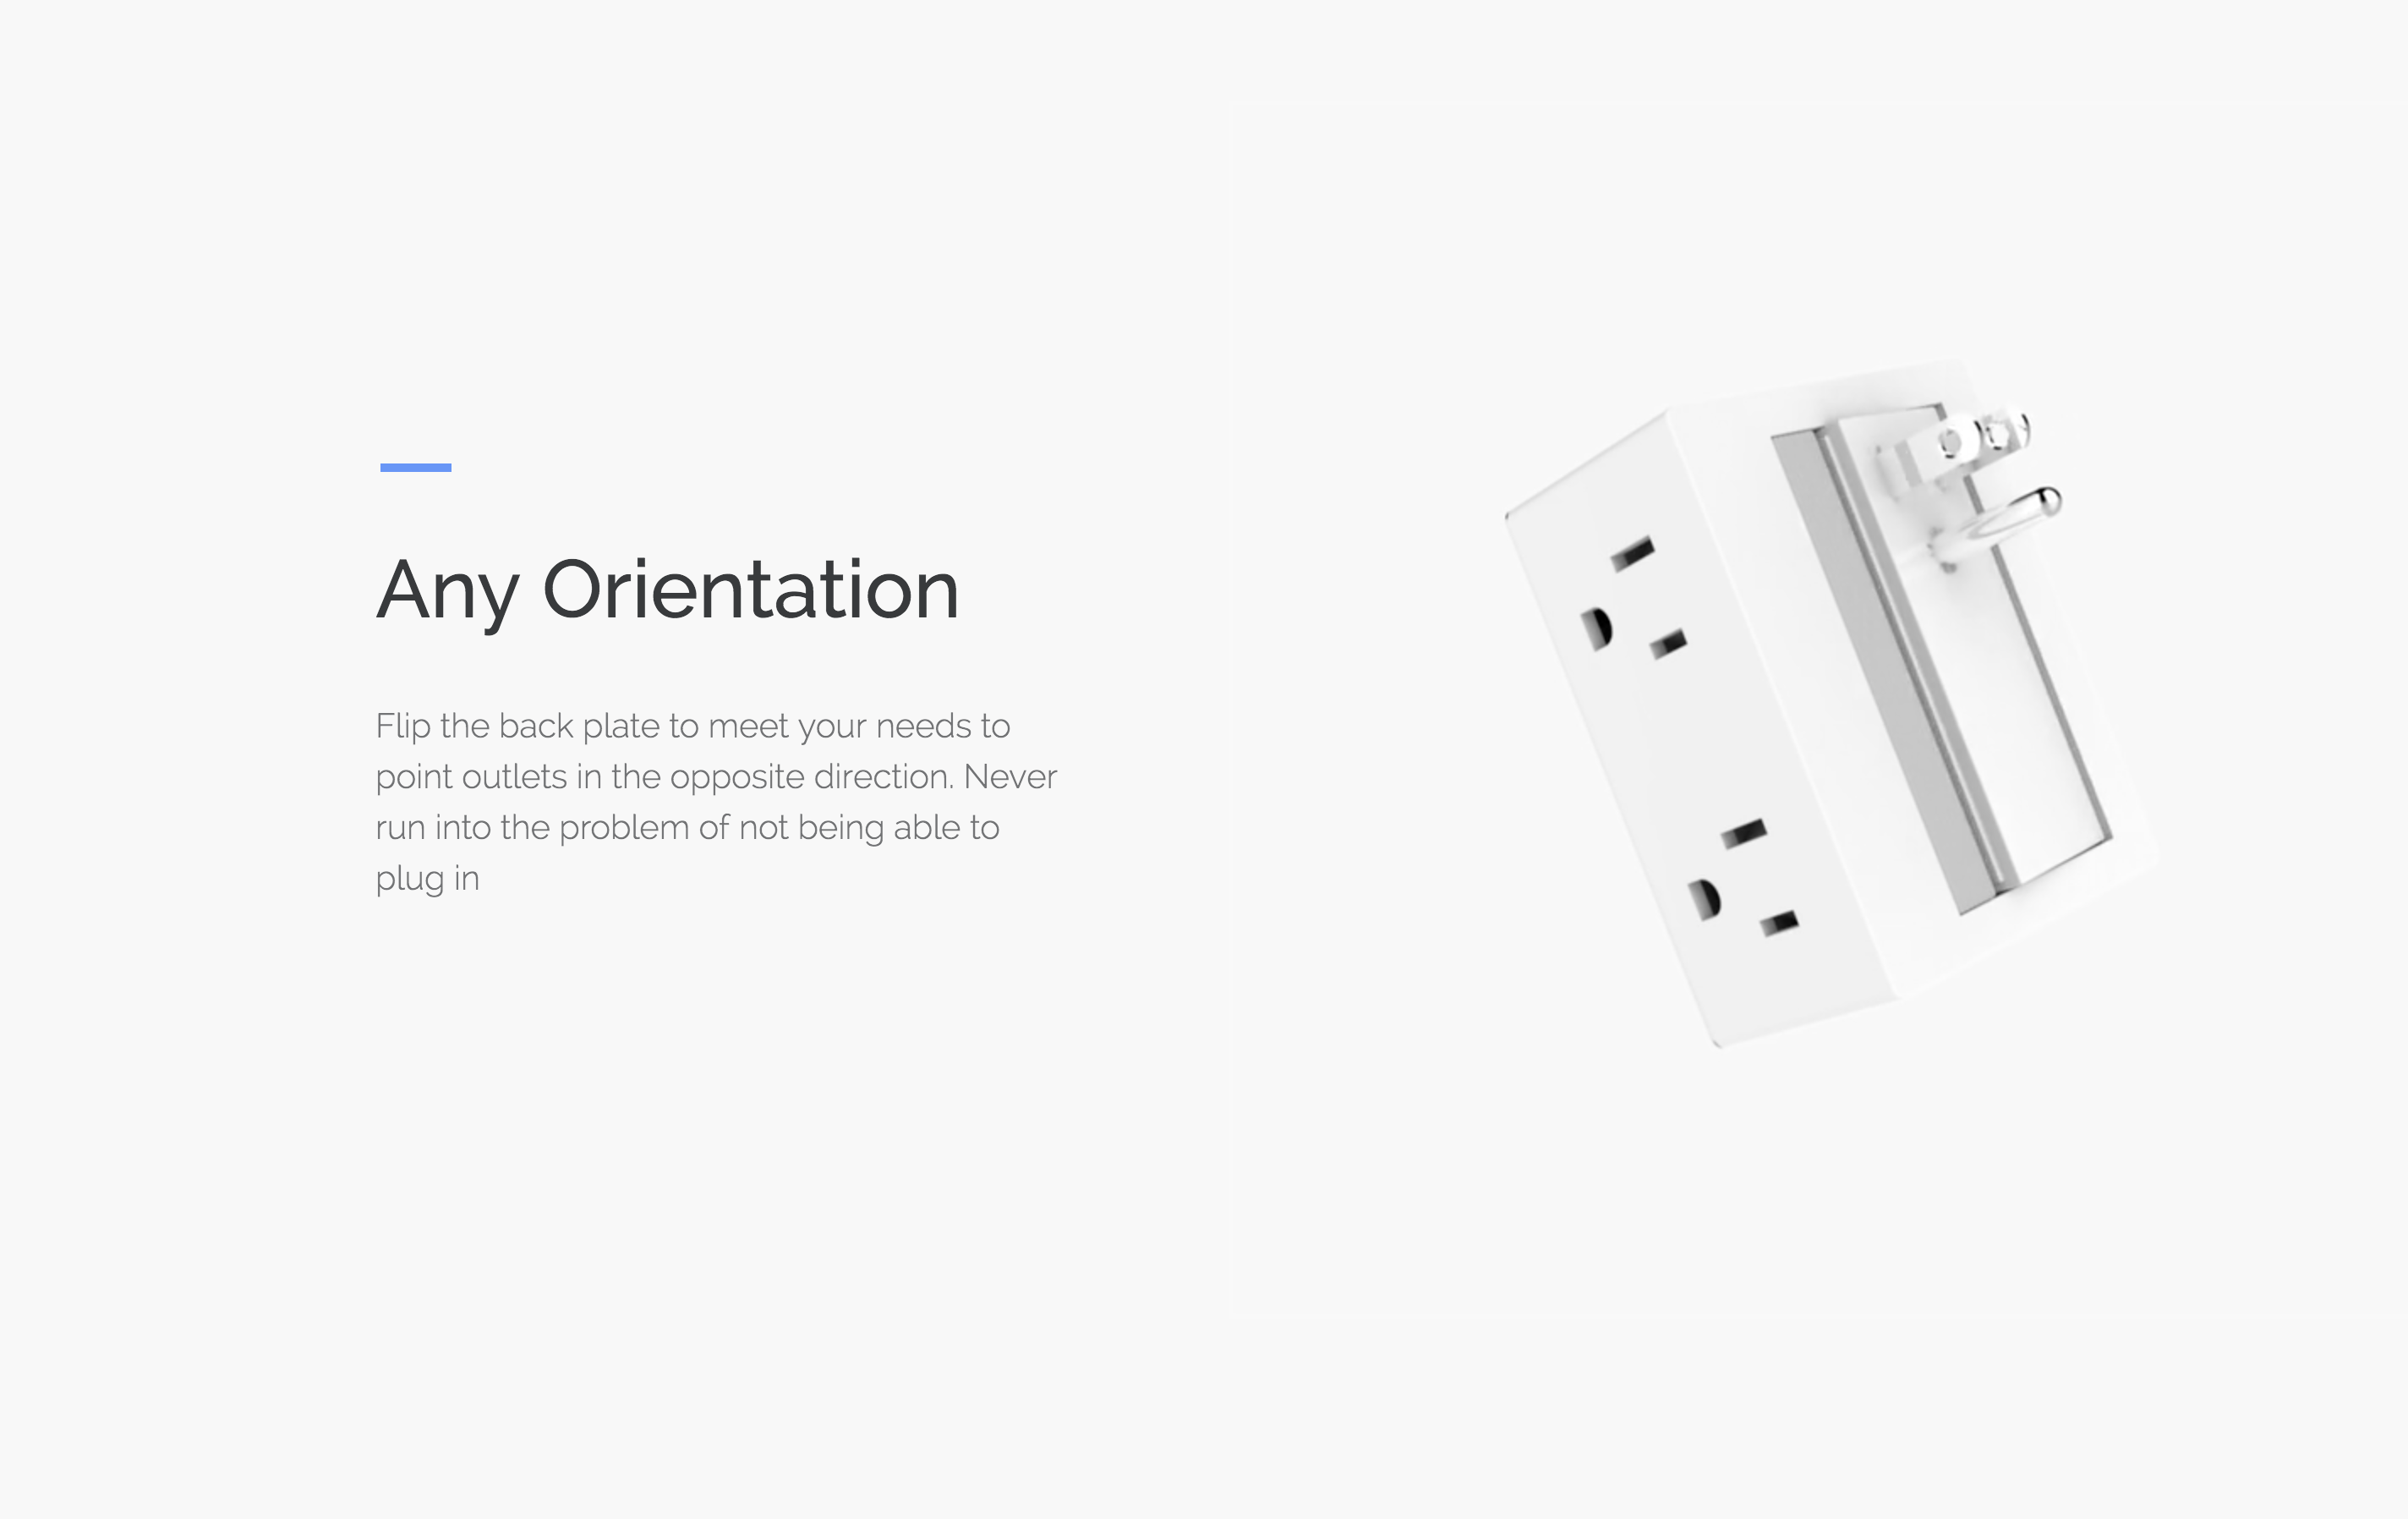 Any Orientation
Flip the back plate to meet your needs to
point outlets in the opposite direction. Never
run into the problem of not being able to
plug in